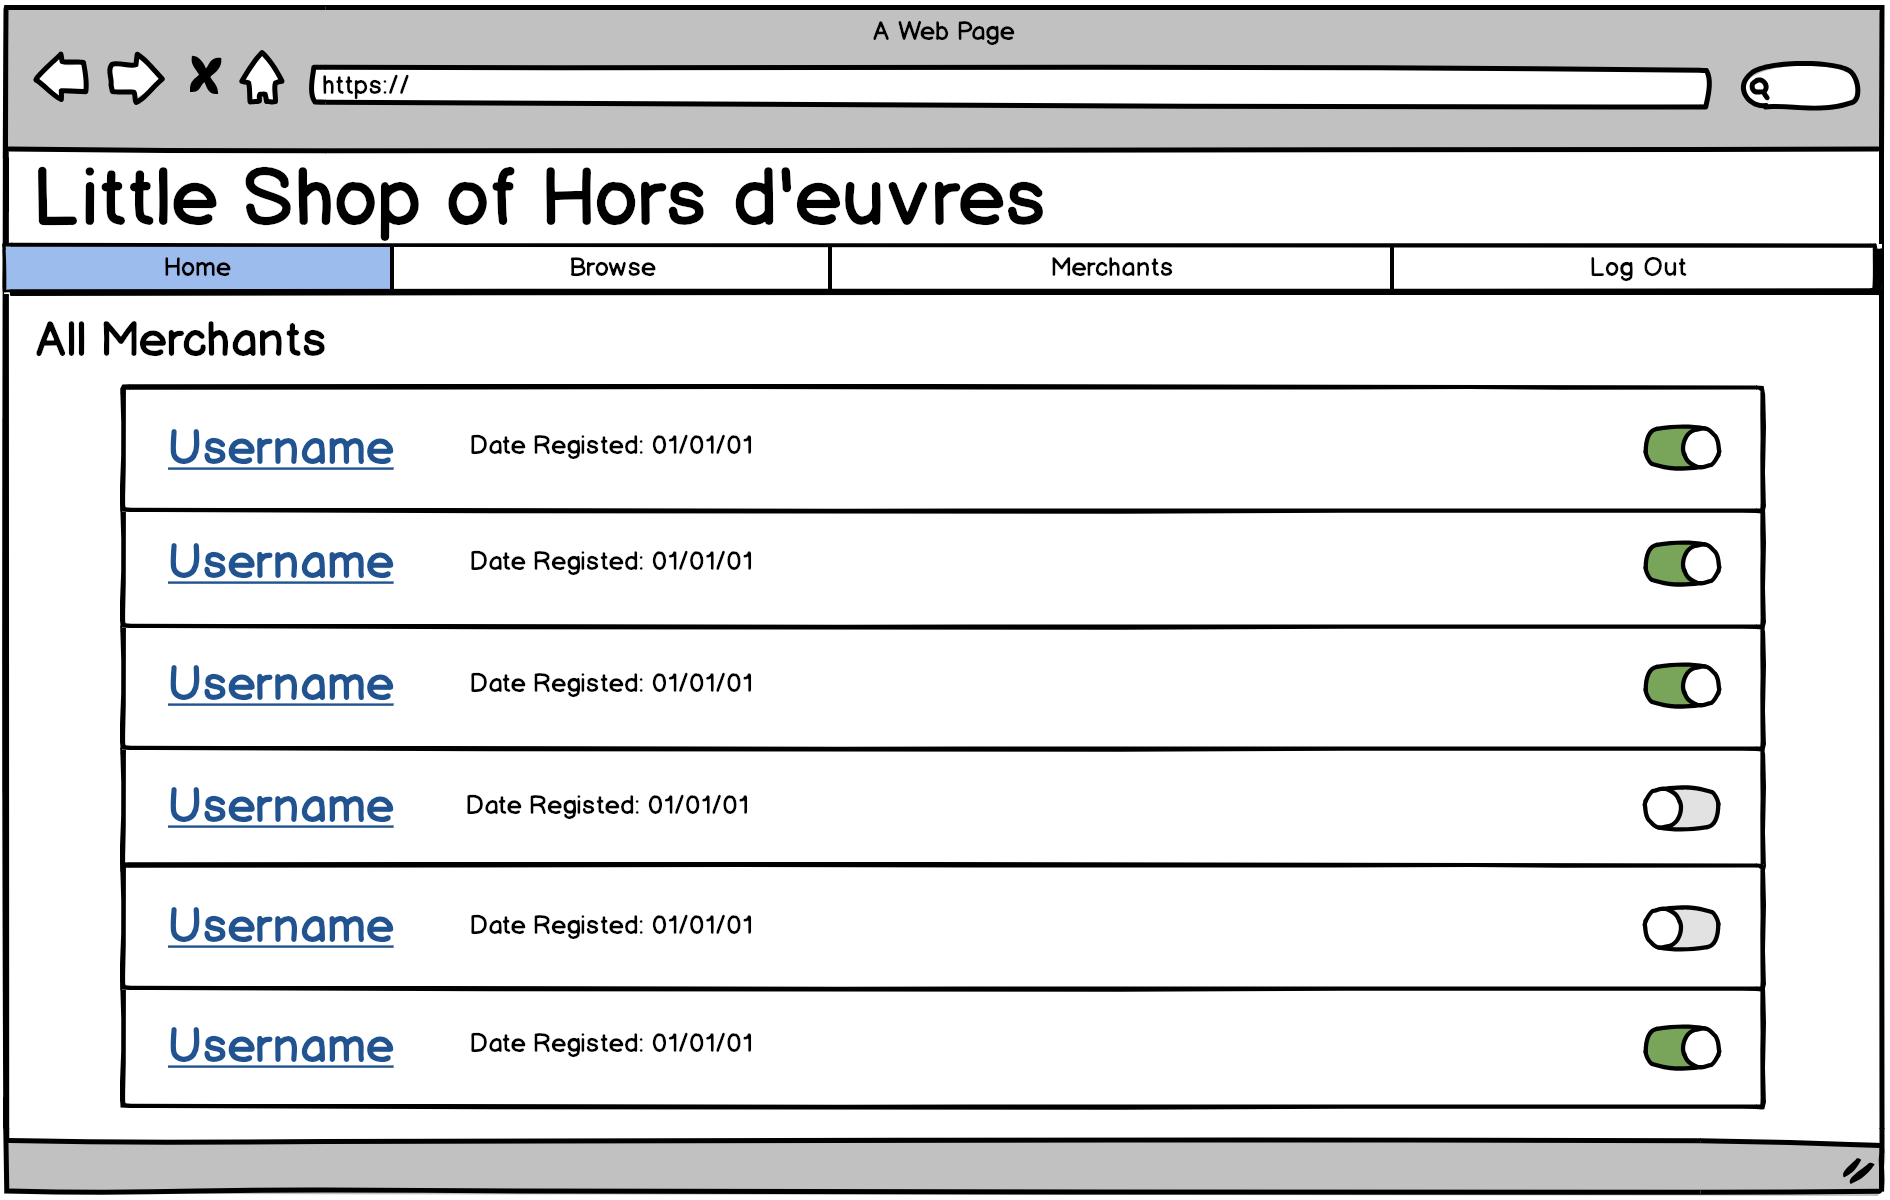 A Web Page
https://
Little Shop of Hors d'euvres
Home Browse Merchants Log Out
All Merchants
Username Date Registed: 01/01/01
Username Date Registed: 01/01/01
Username Date Registed: 01/01/01
Username Date Registed: 01/01/01
Username Date Registed: 01/01/01
Username Date Registed: 01/01/01